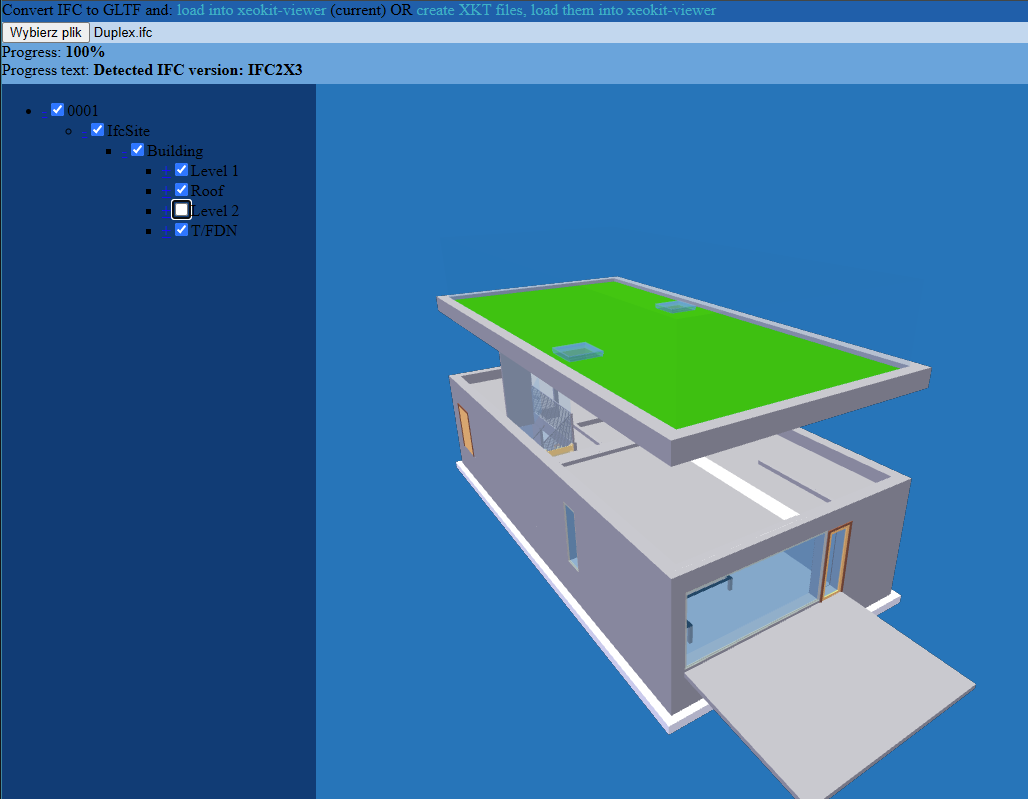 Convert IFC to GLTF and: load into xeokit-viewer (current) OR create XKT files, load them into xeokit-viewer
Wybierz plik Duplex.ifc
Progress: 100%
Progress text: Detected IFC version: IFC2X3
- 0001
- IfcSite
- Building
+ Level 1
+ Roof
+ Level 2
+ T/FDN